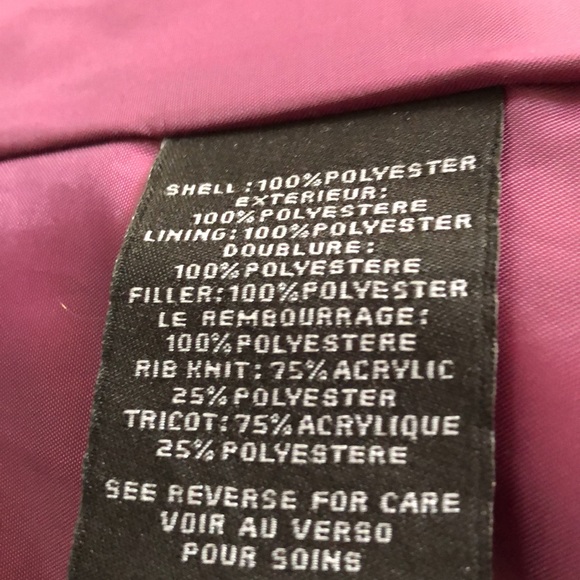 SHELL:100%POLYESTER
EXTERIEUR:
100%POLYESTERE
LINING:100%POLYESTER
DOUBLURE:
100%POLYESTERE
FILLER:100%POLYESTER
LE REMBOURRAGE:
100%POLYESTERE
RIB KNIT: 75%ACRYLIC
25%POLYESTER
TRICOT:75%ACRYLIQUE
25%POLYESTERE
SEE REVERSE FOR CARE
VOIR AU VERSO
POUR SOINS